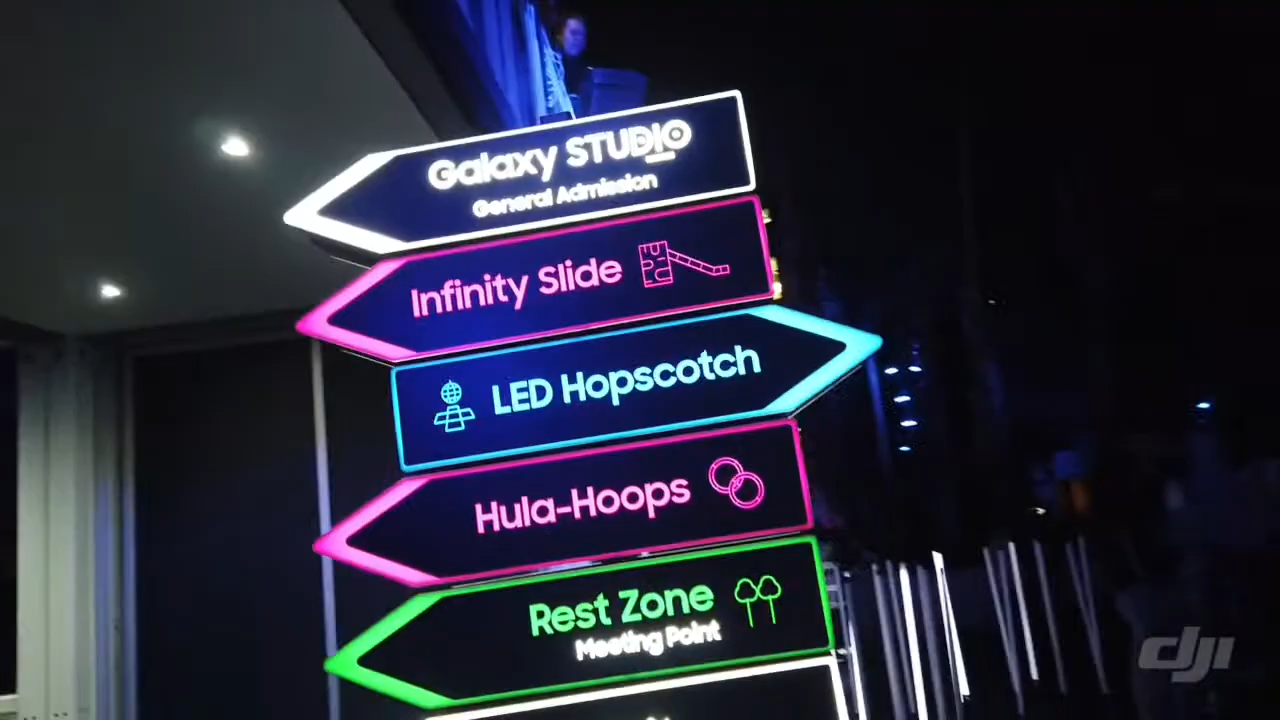 Galaxy STUDIO
General Admission
Infinity Slide
LED Hopscotch
Hula-Hoops
Rest Zone
Meeting Point
dji